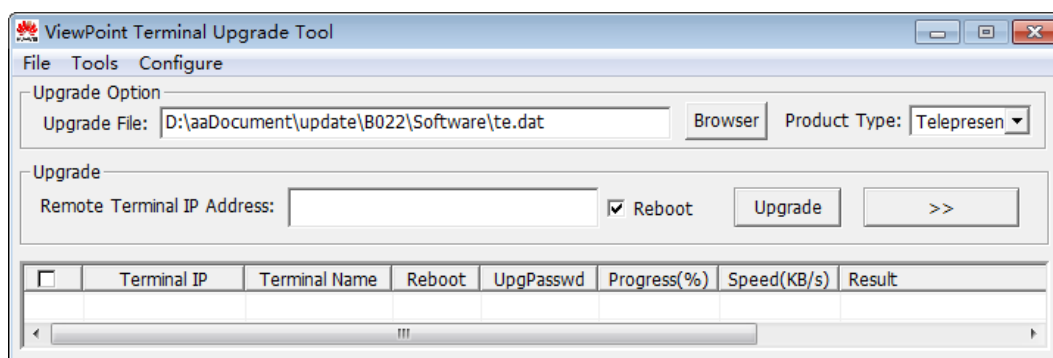 ViewPoint Terminal Upgrade Tool
File Tools Configure
Upgrade Option
Upgrade File: D:\aaDocument\update\B022\Software\te.dat Browser Product Type: Telepresen
Upgrade
Remote Terminal IP Address: Reboot Upgrade >>
Terminal IP Terminal Name Reboot UpgPasswd Progress(%) Speed(KB/s) Result